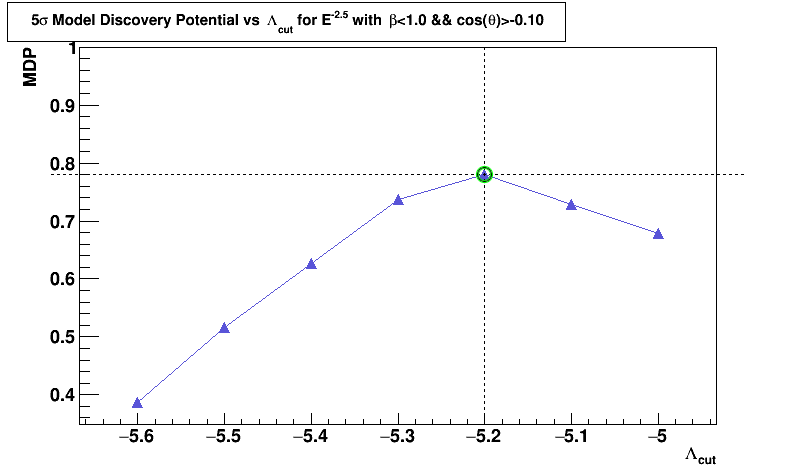 5σ Model Discovery Potential vs Λcut for E^-2.5 with β<1.0 && cos(θ)>-0.10
MDP
1
0.9
0.8
0.7
0.6
0.5
0.4
−5.6 −5.5 −5.4 −5.3 −5.2 −5.1 −5
Λcut